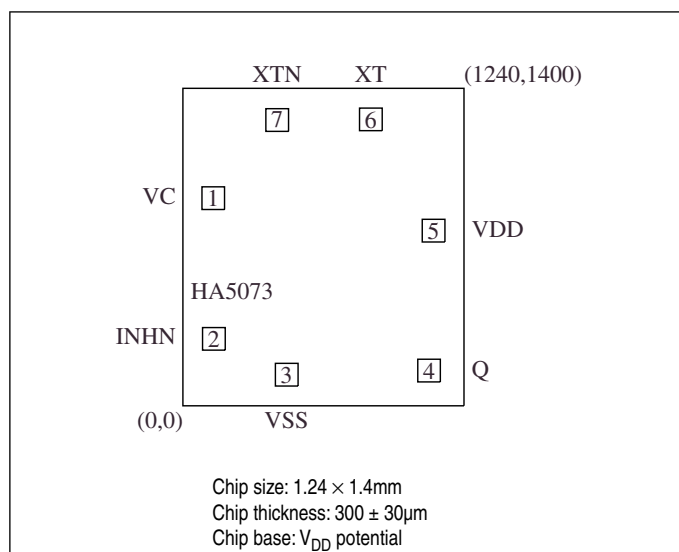 XTN XT (1240,1400)
7 6
VC 1
5 VDD
HA5073
INHN 2
3 4 Q
(0,0) VSS
Chip size: 1.24 × 1.4mm
Chip thickness: 300 ± 30µm
Chip base: VDD potential